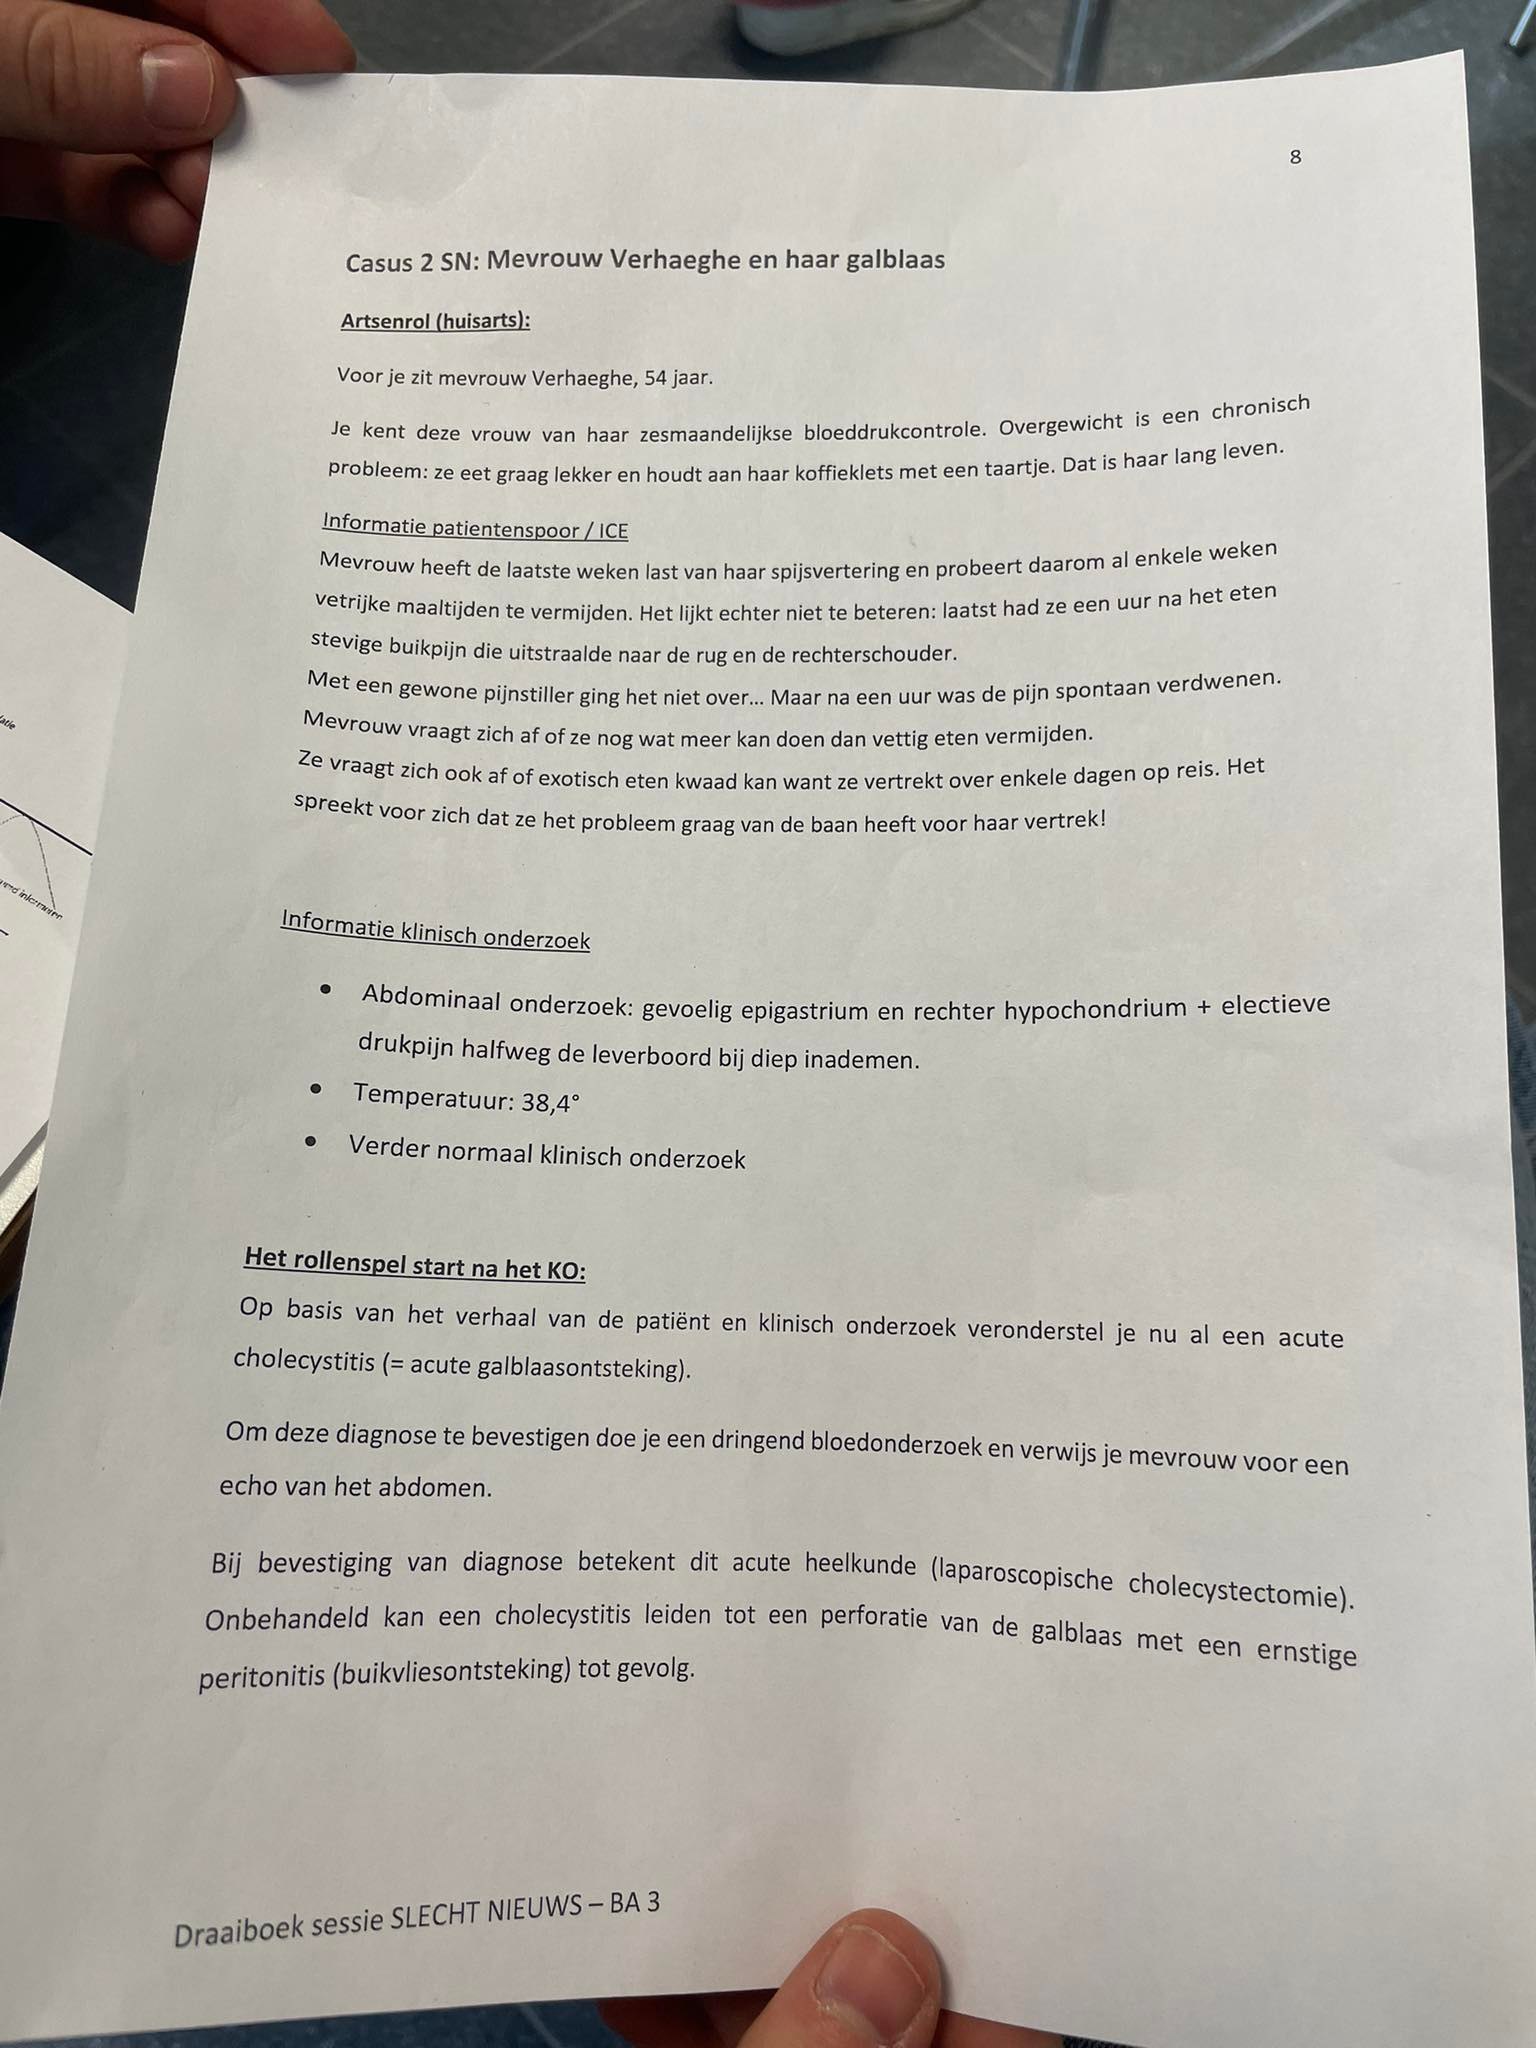 8
Casus 2 SN: Mevrouw Verhaeghe en haar galblaas
Artsenrol (huisarts):
Voor je zit mevrouw Verhaeghe, 54 jaar.
Je kent deze vrouw van haar zesmaandelijkse bloeddrukcontrole. Overgewicht is een chronisch
probleem: ze eet graag lekker en houdt aan haar koffieklets met een taartje. Dat is haar lang leven.
Informatie patientenspoor / ICE
Mevrouw heeft de laatste weken last van haar spijsvertering en probeert daarom al enkele weken
vetrijke maaltijden te vermijden. Het lijkt echter niet te beteren: laatst had ze een uur na het eten
stevige buikpijn die uitstraalde naar de rug en de rechterschouder.
Met een gewone pijnstiller ging het niet over... Maar na een uur was de pijn spontaan verdwenen.
Mevrouw vraagt zich af of ze nog wat meer kan doen dan vettig eten vermijden.
Ze vraagt zich ook af of exotisch eten kwaad kan want ze vertrekt over enkele dagen op reis. Het
spreekt voor zich dat ze het probleem graag van de baan heeft voor haar vertrek!
Informatie klinisch onderzoek
• Abdominaal onderzoek: gevoelig epigastrium en rechter hypochondrium + electieve
drukpijn halfweg de leverboord bij diep inademen.
• Temperatuur: 38,4°
• Verder normaal klinisch onderzoek
Het rollenspel start na het KO:
Op basis van het verhaal van de patiënt en klinisch onderzoek veronderstel je nu al een acute
cholecystitis (= acute galblaasontsteking).
Om deze diagnose te bevestigen doe je een dringend bloedonderzoek en verwijs je mevrouw voor een
echo van het abdomen.
Bij bevestiging van diagnose betekent dit acute heelkunde (laparoscopische cholecystectomie).
Onbehandeld kan een cholecystitis leiden tot een perforatie van de galblaas met een ernstige
peritonitis (buikvliesontsteking) tot gevolg.
Draaiboek sessie SLECHT NIEUWS – BA 3